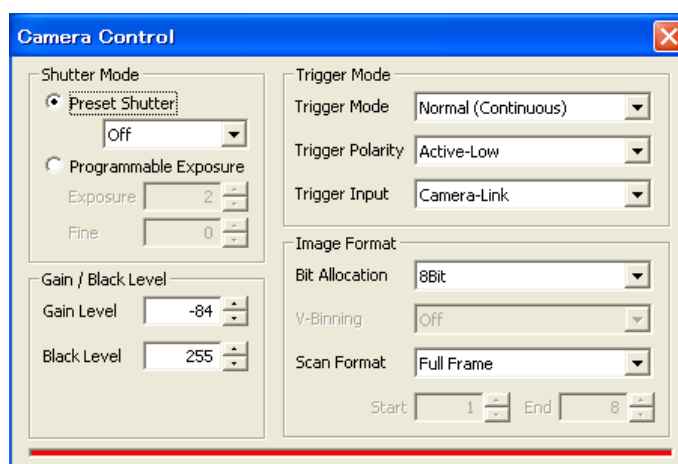 Camera Control
Shutter Mode
Preset Shutter
Off
Programmable Exposure
Exposure 2
Fine 0
Gain / Black Level
Gain Level -84
Black Level 255
Trigger Mode
Trigger Mode Normal (Continuous)
Trigger Polarity Active-Low
Trigger Input Camera-Link
Image Format
Bit Allocation 8Bit
V-Binning Off
Scan Format Full Frame
Start 1 End 8